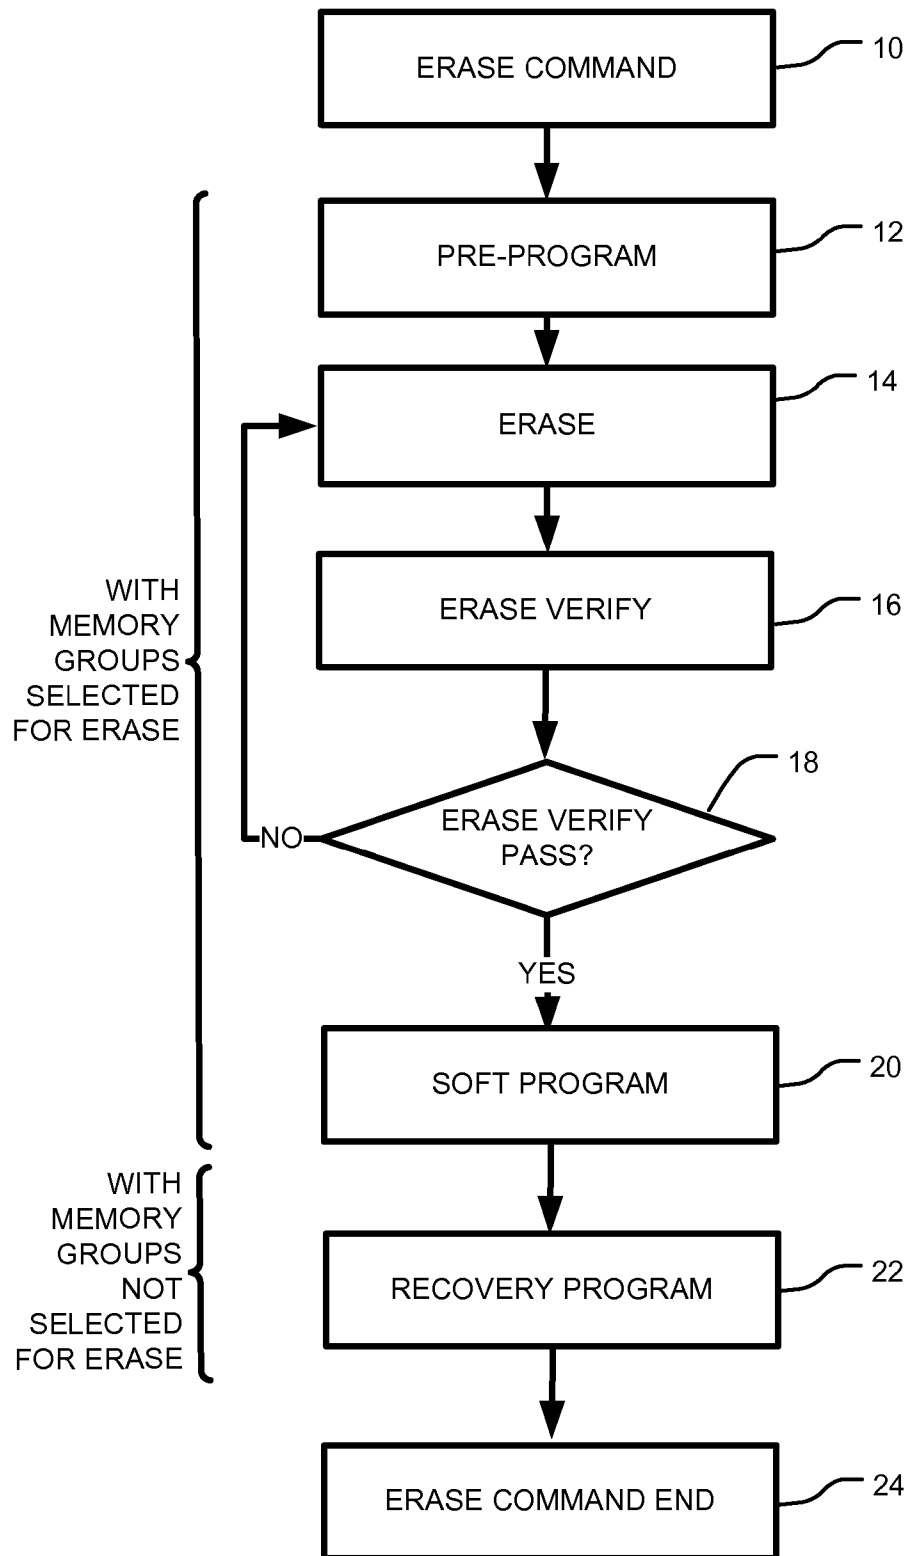 ERASE COMMAND
10
PRE-PROGRAM
12
ERASE
14
WITH
MEMORY
GROUPS
SELECTED
FOR ERASE
ERASE VERIFY
16
ERASE VERIFY
PASS?
18
NO
YES
SOFT PROGRAM
20
WITH
MEMORY
GROUPS
NOT
SELECTED
FOR ERASE
RECOVERY PROGRAM
22
ERASE COMMAND END
24